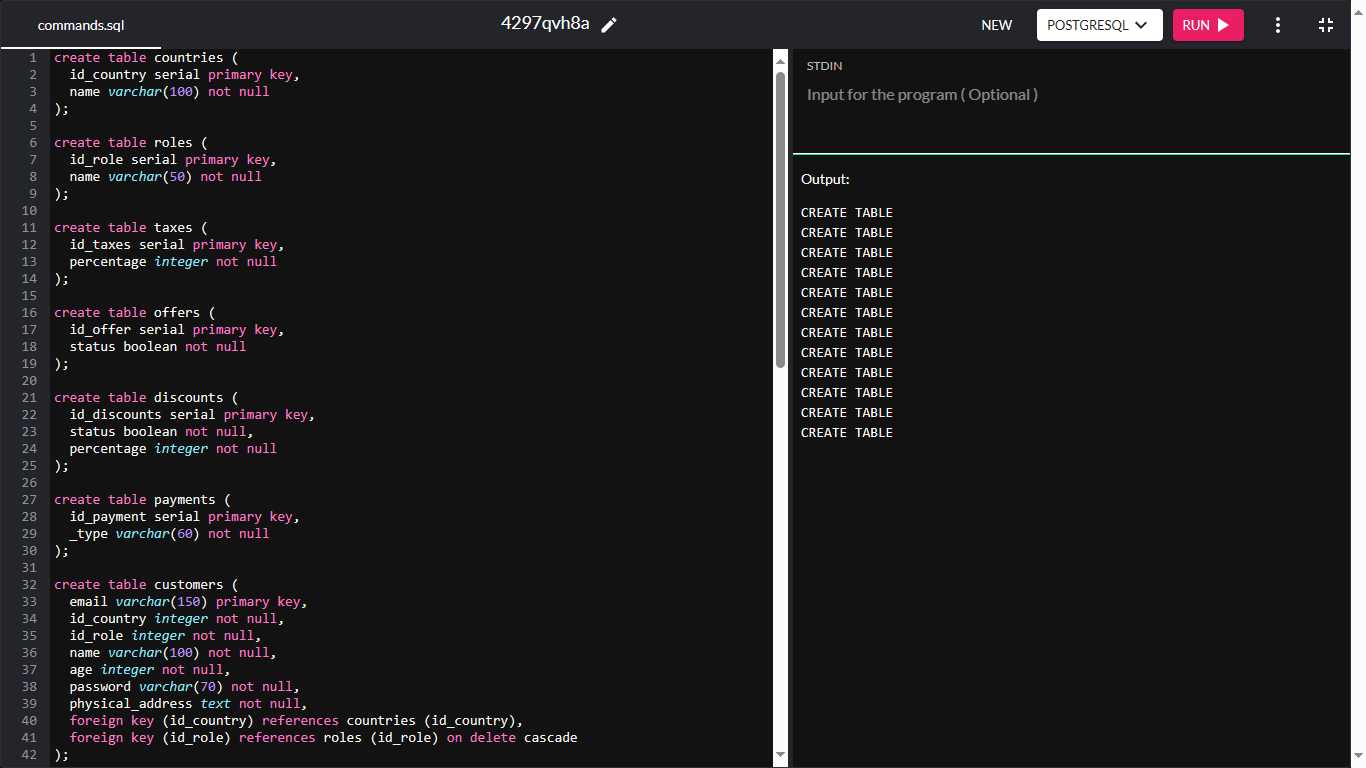 commands.sql
4297qvh8a
NEW
POSTGRESQL
RUN
1 create table countries (
2   id_country serial primary key,
3   name varchar(100) not null
4 );
5
6 create table roles (
7   id_role serial primary key,
8   name varchar(50) not null
9 );
10
11 create table taxes (
12   id_taxes serial primary key,
13   percentage integer not null
14 );
15
16 create table offers (
17   id_offer serial primary key,
18   status boolean not null
19 );
20
21 create table discounts (
22   id_discounts serial primary key,
23   status boolean not null,
24   percentage integer not null
25 );
26
27 create table payments (
28   id_payment serial primary key,
29   _type varchar(60) not null
30 );
31
32 create table customers (
33   email varchar(150) primary key,
34   id_country integer not null,
35   id_role integer not null,
36   name varchar(100) not null,
37   age integer not null,
38   password varchar(70) not null,
39   physical_address text not null,
40   foreign key (id_country) references countries (id_country),
41   foreign key (id_role) references roles (id_role) on delete cascade
42 );
STDIN
Input for the program ( Optional )
Output:
CREATE TABLE
CREATE TABLE
CREATE TABLE
CREATE TABLE
CREATE TABLE
CREATE TABLE
CREATE TABLE
CREATE TABLE
CREATE TABLE
CREATE TABLE
CREATE TABLE
CREATE TABLE